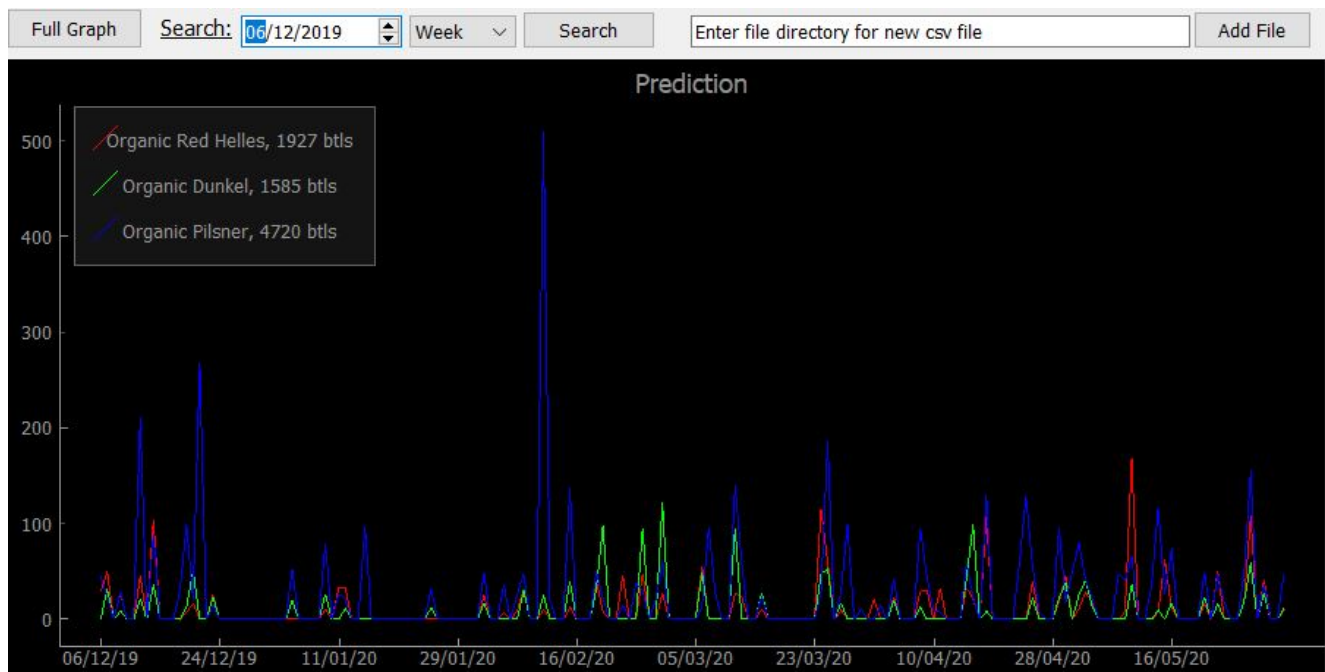 Full Graph Search: 06/12/2019 Week Search Enter file directory for new csv file Add File
Prediction
Organic Red Helles, 1927 btls
Organic Dunkel, 1585 btls
Organic Pilsner, 4720 btls
500
400
300
200
100
0
06/12/19 24/12/19 11/01/20 29/01/20 16/02/20 05/03/20 23/03/20 10/04/20 28/04/20 16/05/20